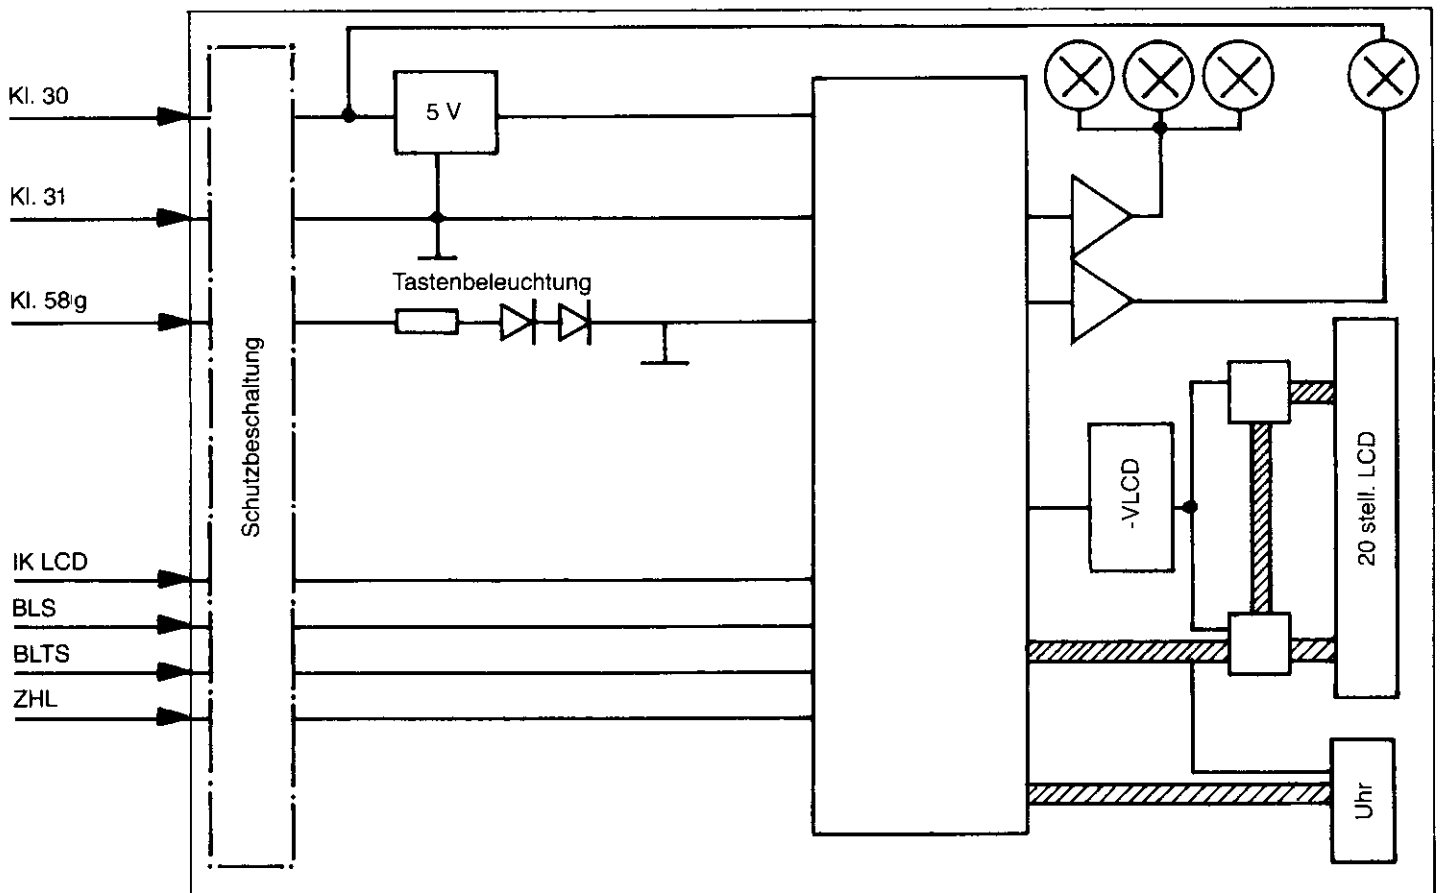 Kl. 30
5 V
Kl. 31
Tastenbeleuchtung
Kl. 58g
Schutzbeschaltung
-VLCD
20 stell. LCD
IK LCD
BLS
BLTS
ZHL
Uhr